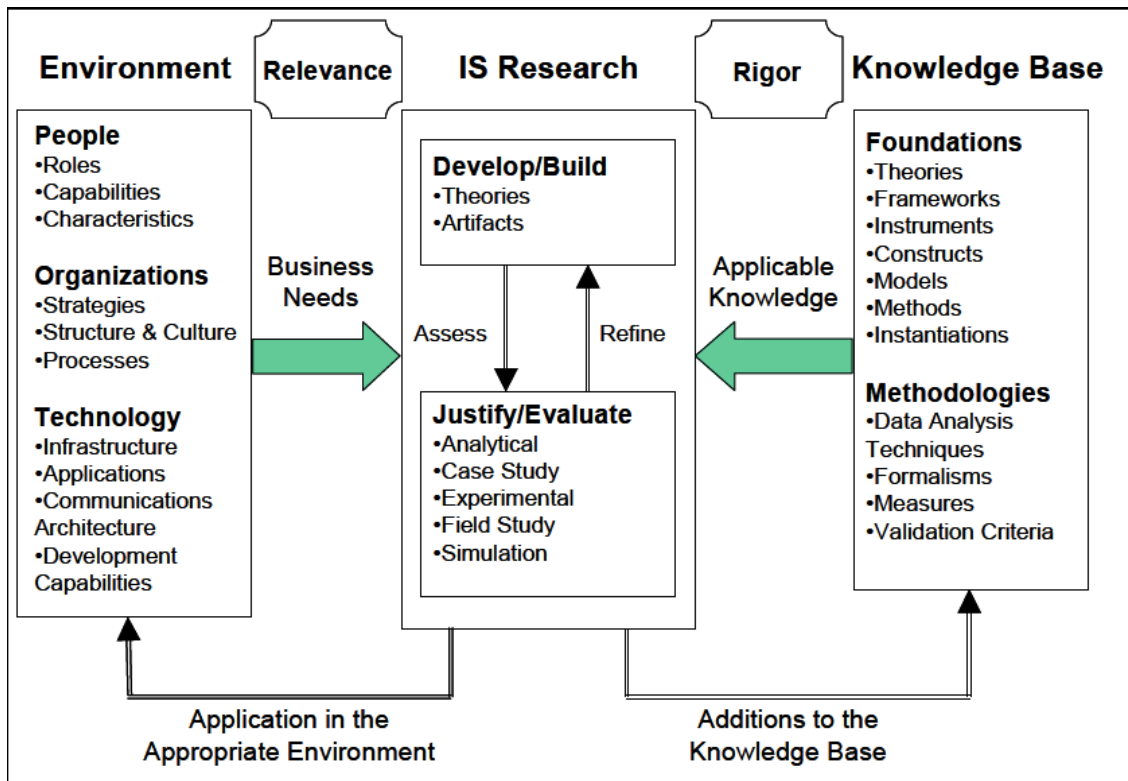 Environment
Relevance
IS Research
Rigor
Knowledge Base
People
•Roles
•Capabilities
•Characteristics
Organizations
•Strategies
•Structure & Culture
•Processes
Technology
•Infrastructure
•Applications
•Communications
Architecture
•Development
Capabilities
Business
Needs
Develop/Build
•Theories
•Artifacts
Assess
Refine
Justify/Evaluate
•Analytical
•Case Study
•Experimental
•Field Study
•Simulation
Applicable
Knowledge
Foundations
•Theories
•Frameworks
•Instruments
•Constructs
•Models
•Methods
•Instantiations
Methodologies
•Data Analysis
Techniques
•Formalisms
•Measures
•Validation Criteria
Application in the
Appropriate Environment
Additions to the
Knowledge Base